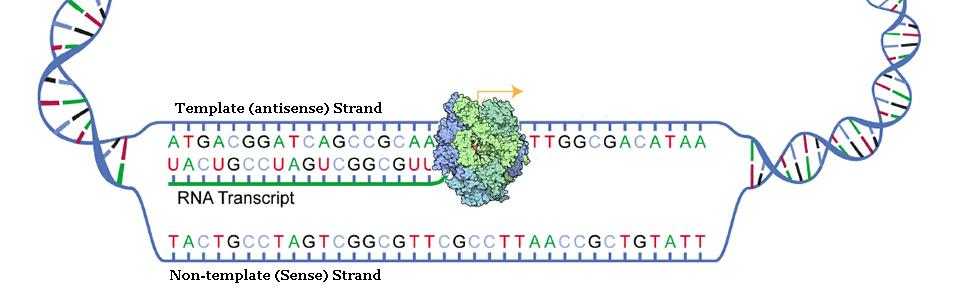 Template (antisense) Strand
ATGACGGATCAGCCGCAA TTGGCGACATAA
UACUGCCUAGUCGGCGUU
RNA Transcript
TACTGCCTAGTCGGCGTTCGCCTTAACCGCTGTATT
Non-template (Sense) Strand